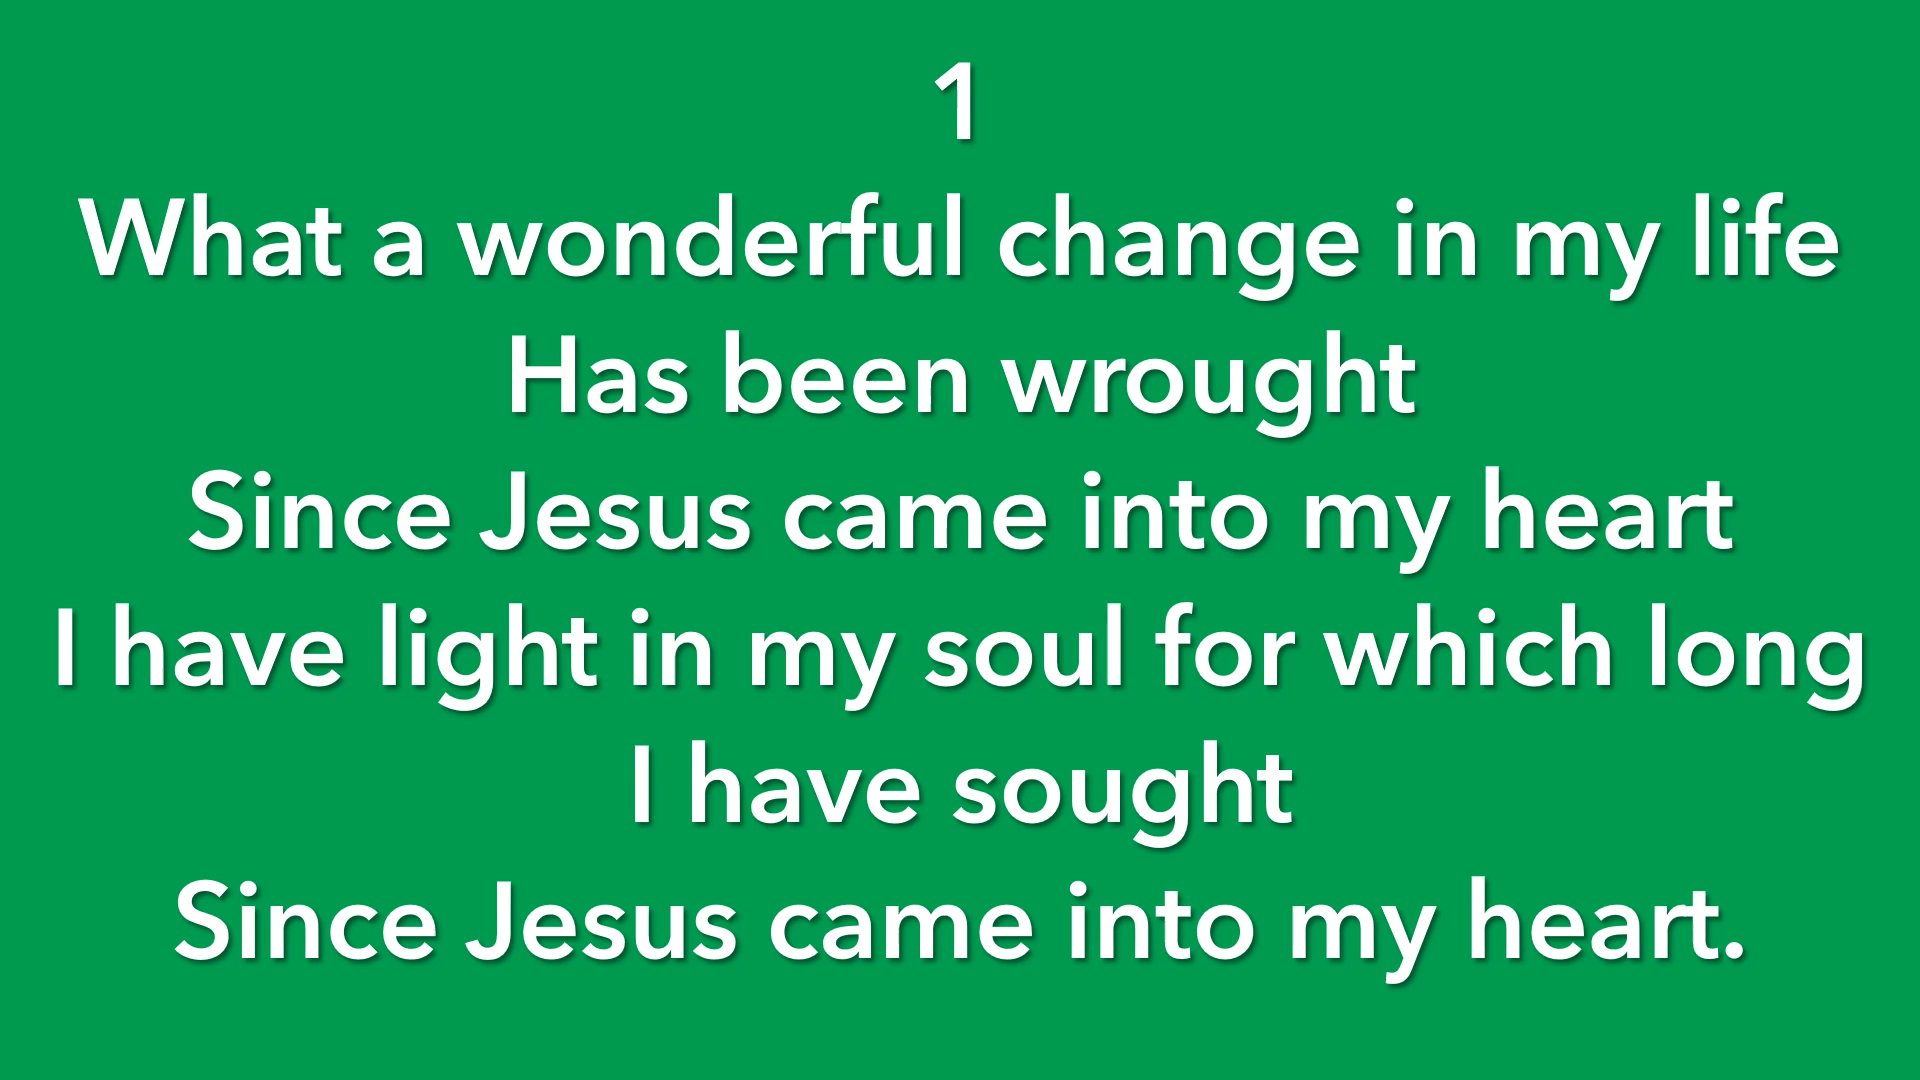 1
What a wonderful change in my life
Has been wrought
Since Jesus came into my heart
I have light in my soul for which long
I have sought
Since Jesus came into my heart.